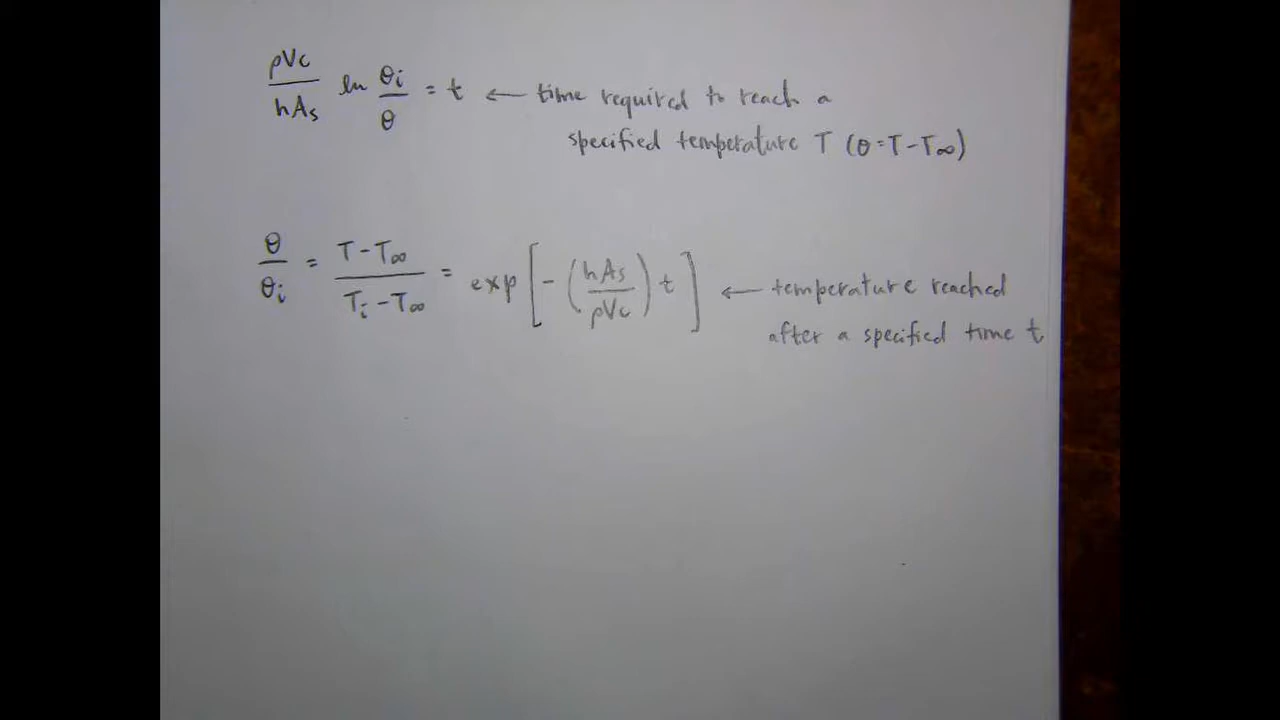 ρVc/hAs ln θi/θ = t ← time required to reach a
specified temperature T (θ = T - T∞)
θ/θi = T - T∞/Ti - T∞ = exp[-(hAs/ρVc)t] ← temperature reached
after a specified time t